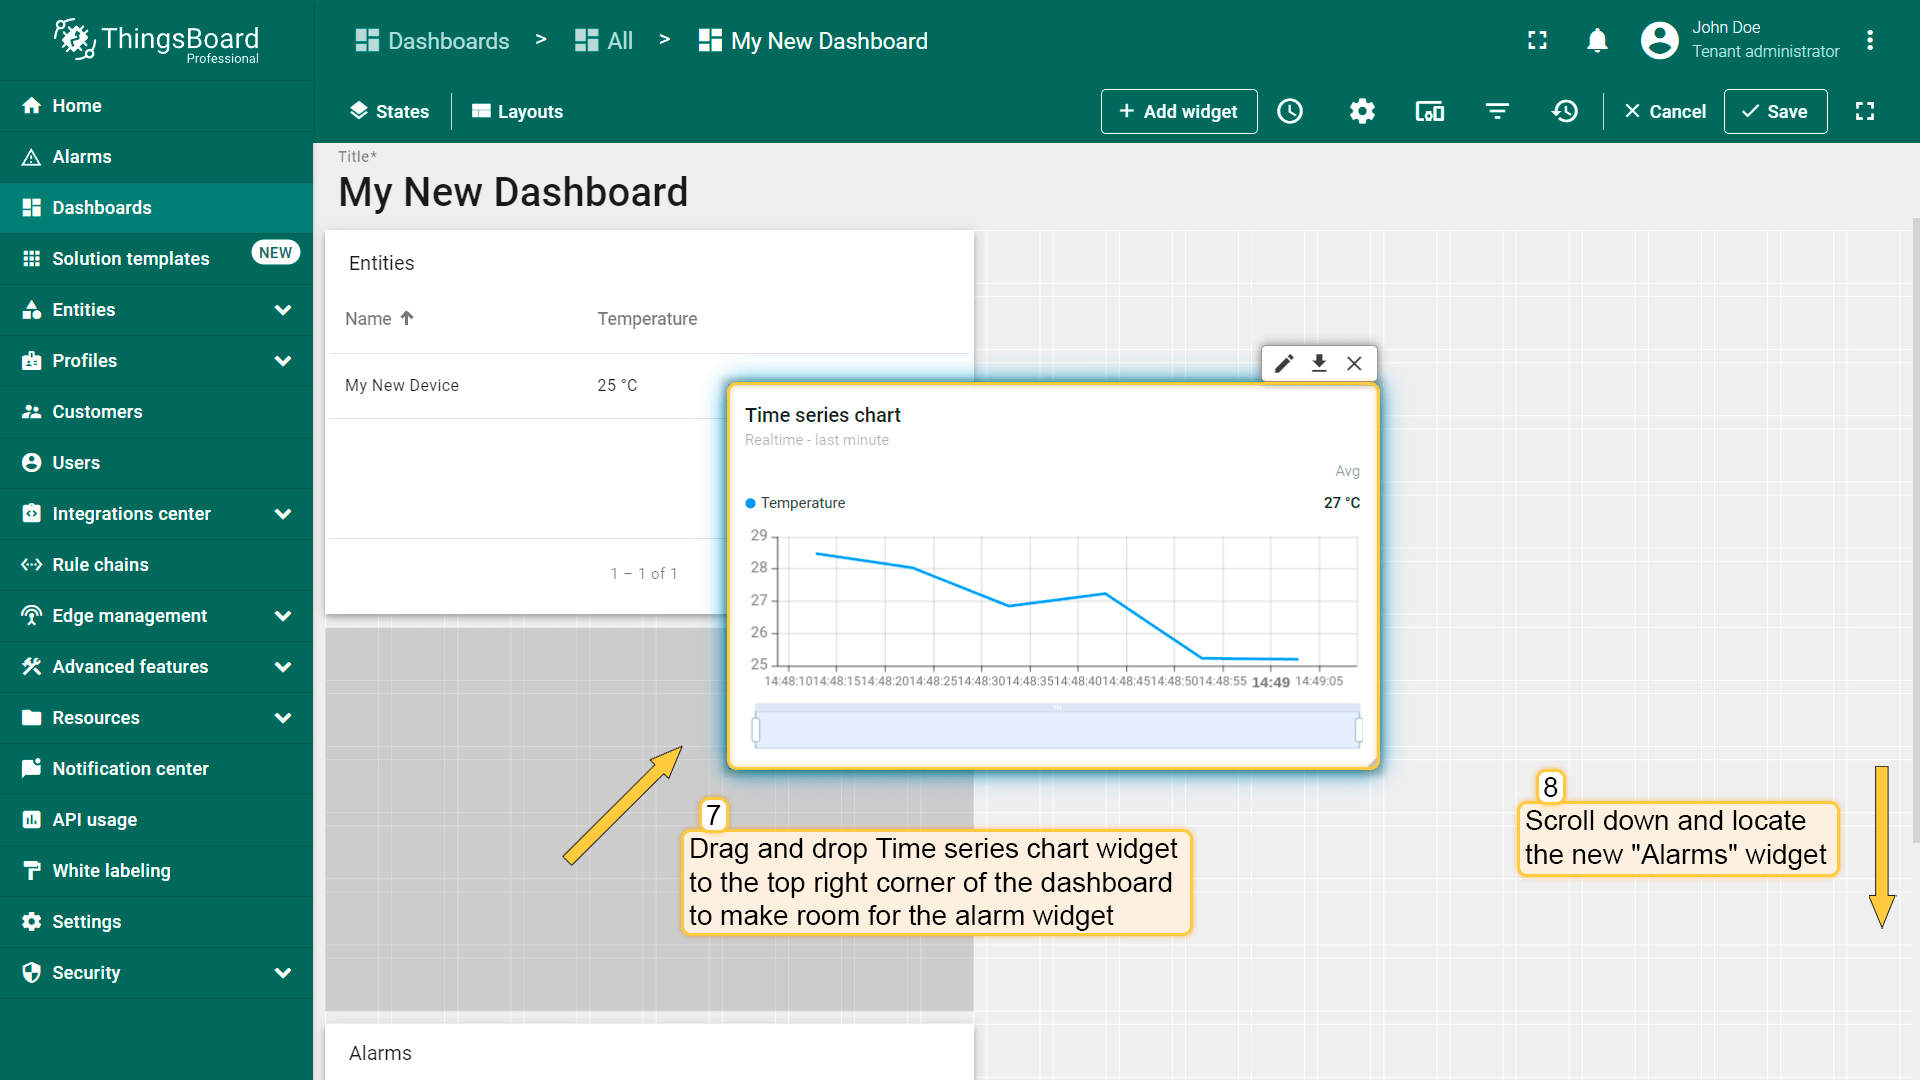 ThingsBoard
Professional
Dashboards > All > My New Dashboard
John Doe
Tenant administrator
Home
Alarms
Dashboards
Solution templates NEW
Entities
Profiles
Customers
Users
Integrations center
Rule chains
Edge management
Advanced features
Resources
Notification center
API usage
White labeling
Settings
Security
States
Layouts
+ Add widget
Cancel
Save
Title*
My New Dashboard
Entities
Name Temperature
My New Device 25 °C
1 – 1 of 1
Time series chart
Realtime - last minute
Avg
Temperature 27 °C
29
28
27
26
25
14:48:10 14:48:15 14:48:20 14:48:25 14:48:30 14:48:35 14:48:40 14:48:45 14:48:50 14:48:55 14:49 14:49:05
7
Drag and drop Time series chart widget
to the top right corner of the dashboard
to make room for the alarm widget
8
Scroll down and locate
the new "Alarms" widget
Alarms